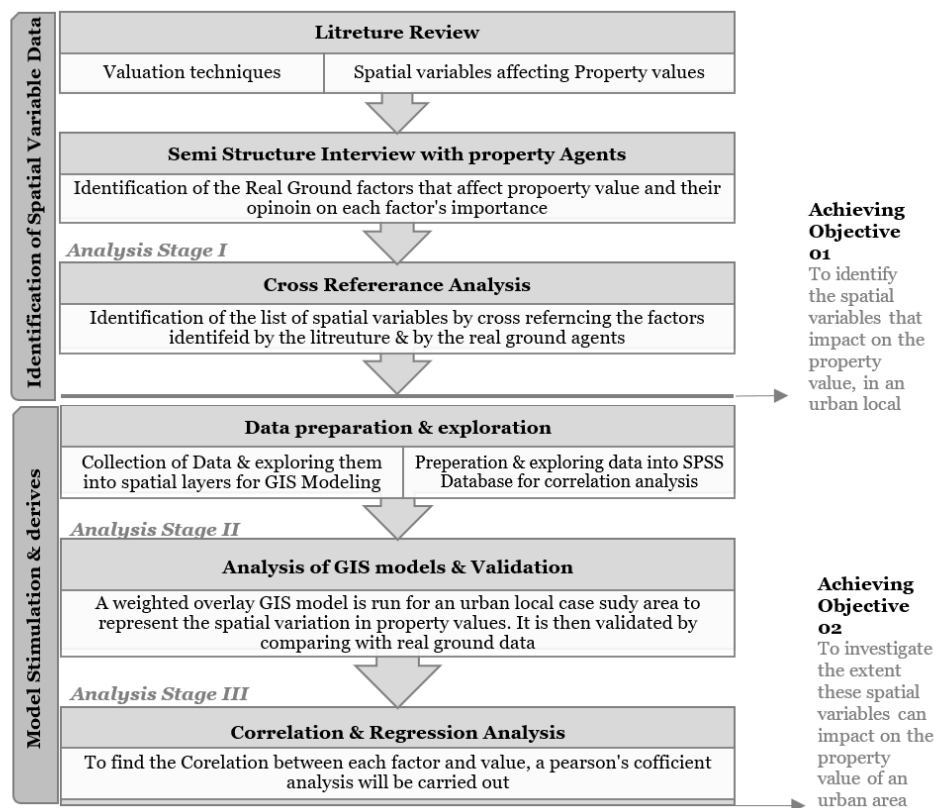 Identification of Spatial Variable Data
Litreture Review
Valuation techniques
Spatial variables affecting Property values
Semi Structure Interview with property Agents
Identification of the Real Ground factors that affect propoerty value and their
opinoin on each factor's importance
Analysis Stage I
Cross Refererance Analysis
Identification of the list of spatial variables by cross referncing the factors
identifeid by the litreuture & by the real ground agents
Achieving
Objective
01
To identify
the spatial
variables that
impact on the
property
value, in an
urban local
Model Stimulation & derives
Data preparation & exploration
Collection of Data & exploring them
into spatial layers for GIS Modeling
Preperation & exploring data into SPSS
Database for correlation analysis
Analysis Stage II
Analysis of GIS models & Validation
A weighted overlay GIS model is run for an urban local case sudy area to
represent the spatial variation in property values. It is then validated by
comparing with real ground data
Analysis Stage III
Correlation & Regression Analysis
To find the Corelation between each factor and value, a pearson's cofficient
analysis will be carried out
Achieving
Objective
02
To investigate
the extent
these spatial
variables can
impact on the
property
value of an
urban area